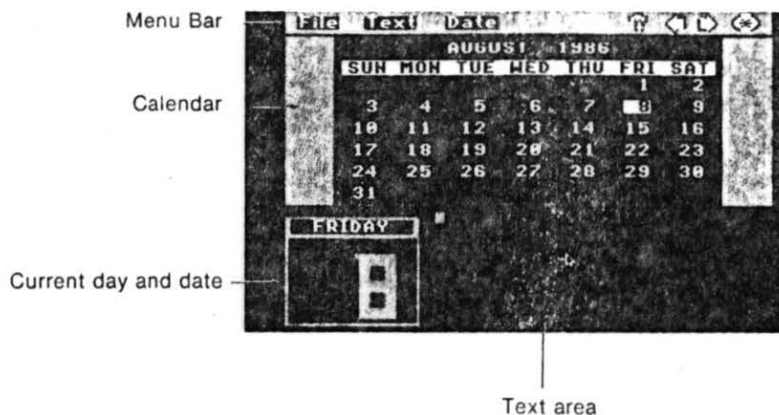 Menu Bar
File Text Date
AUGUST, 1986
SUN MON TUE WED THU FRI SAT
1 2
Calendar
3 4 5 6 7 8 9
10 11 12 13 14 15 16
17 18 19 20 21 22 23
24 25 26 27 28 29 30
31
FRIDAY
Current day and date
8
Text area